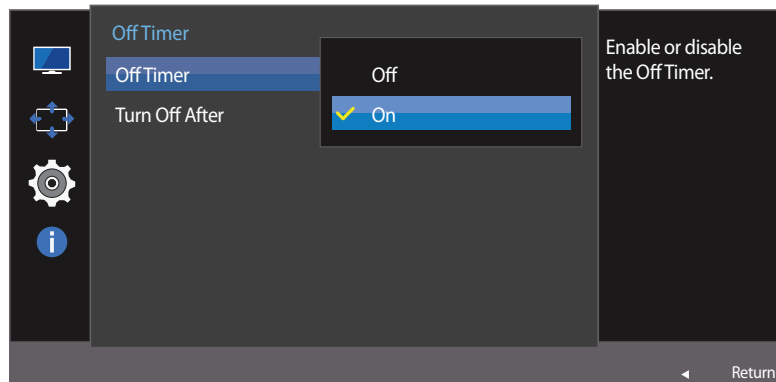 Off Timer
Off Timer
Off
Turn Off After
On
Enable or disable
the Off Timer.
Return